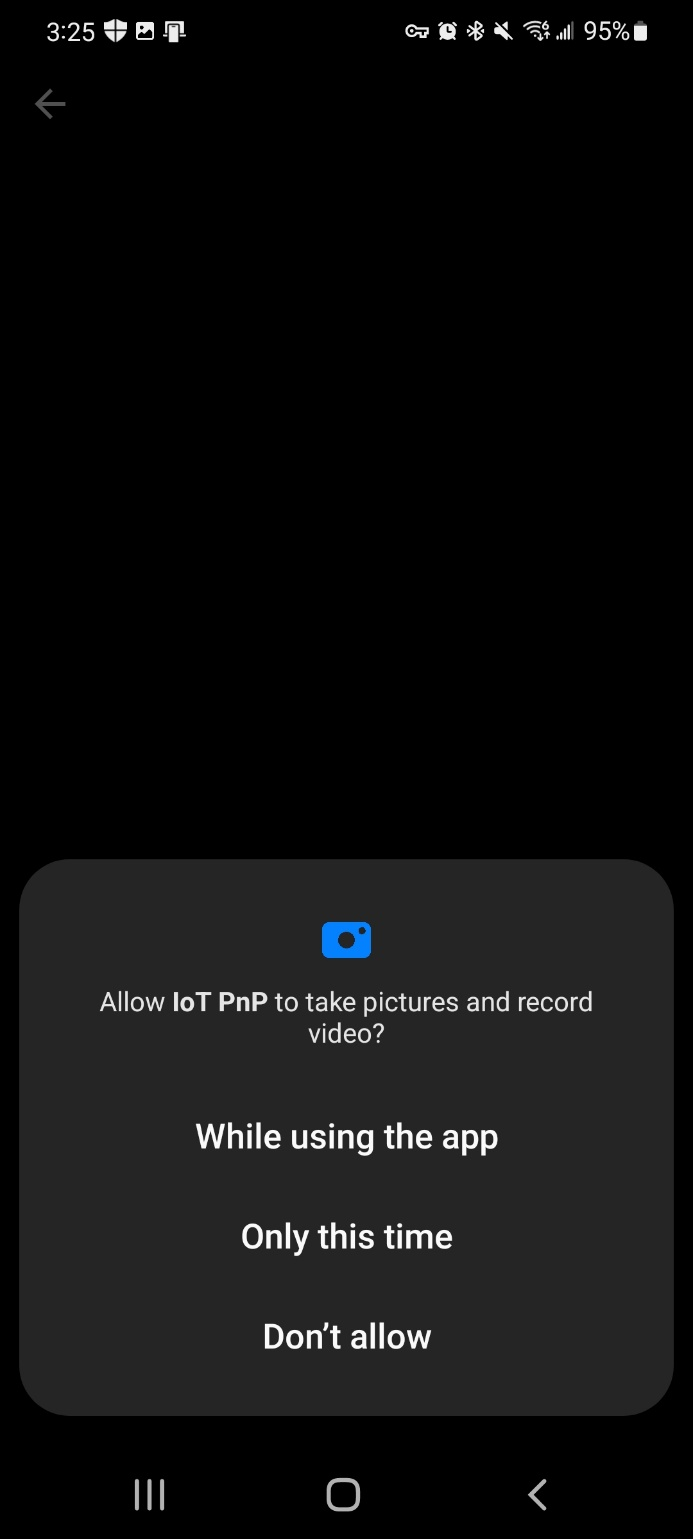 3:25 95%
Allow IoT PnP to take pictures and record
video?
While using the app
Only this time
Don’t allow